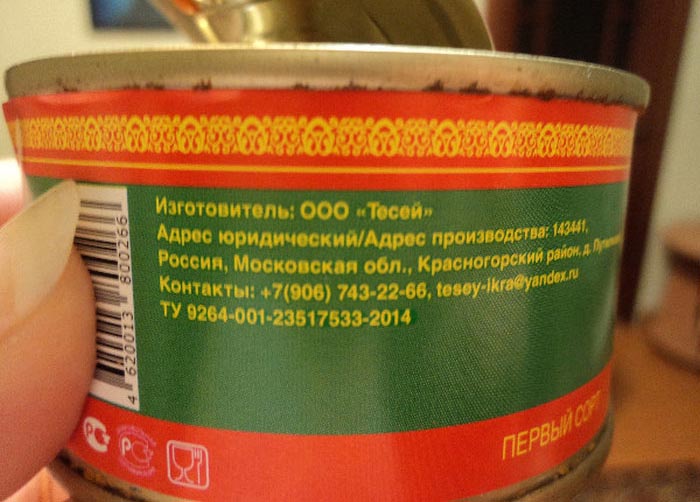 Изготовитель: ООО «Тесей»
Адрес юридический/Адрес производства: 143441,
Россия, Московская обл., Красногорский район, д.
Контакты: +7(906) 743-22-66, tesey-ikra@yandex.ru
ТУ 9264-001-23517533-2014
4 620013 800266
ПЕРВЫЙ СОРТ